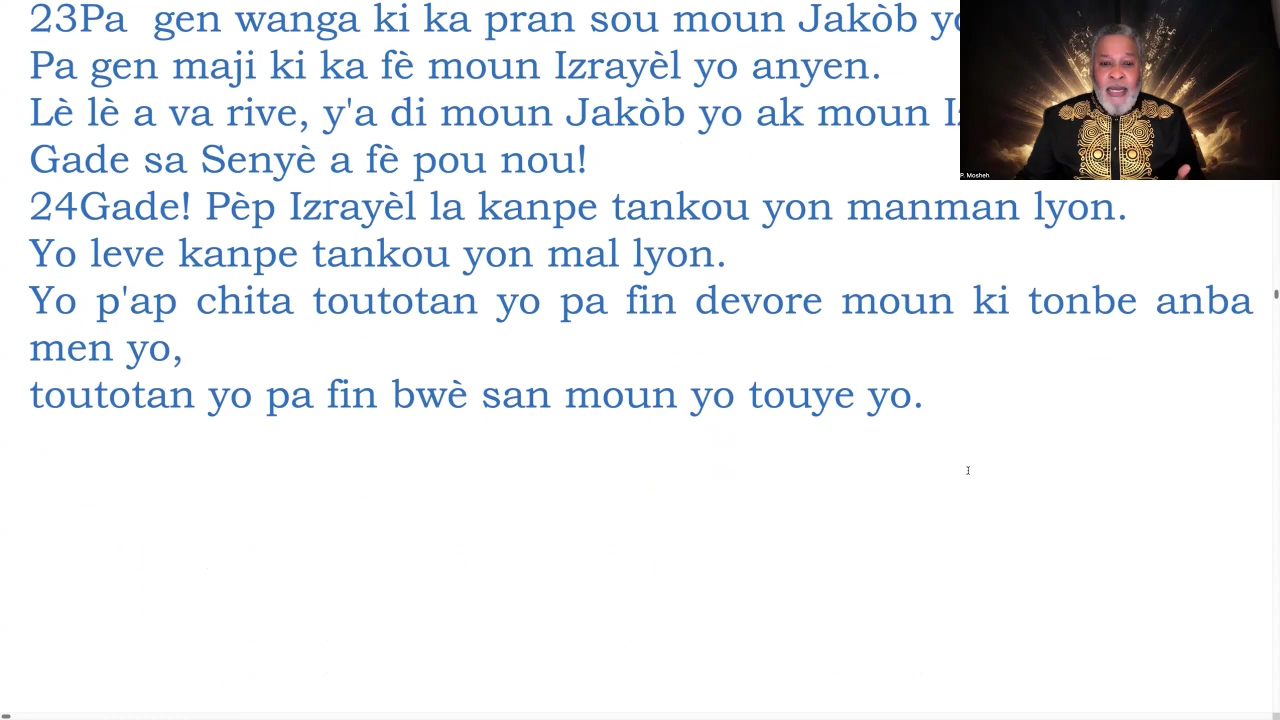 23Pa gen wanga ki ka pran sou moun Jakòb
Pa gen maji ki ka fè moun Izrayèl yo anyen.
Lè lè a va rive, y'a di moun Jakòb yo ak moun
Gade sa Senyè a fè pou nou!
24Gade! Pèp Izrayèl la kanpe tankou yon manman lyon.
Yo leve kanpe tankou yon mal lyon.
Yo p'ap chita toutotan yo pa fin devore moun ki tonbe anba
men yo,
toutotan yo pa fin bwè san moun yo touye yo.
P. Mosheh